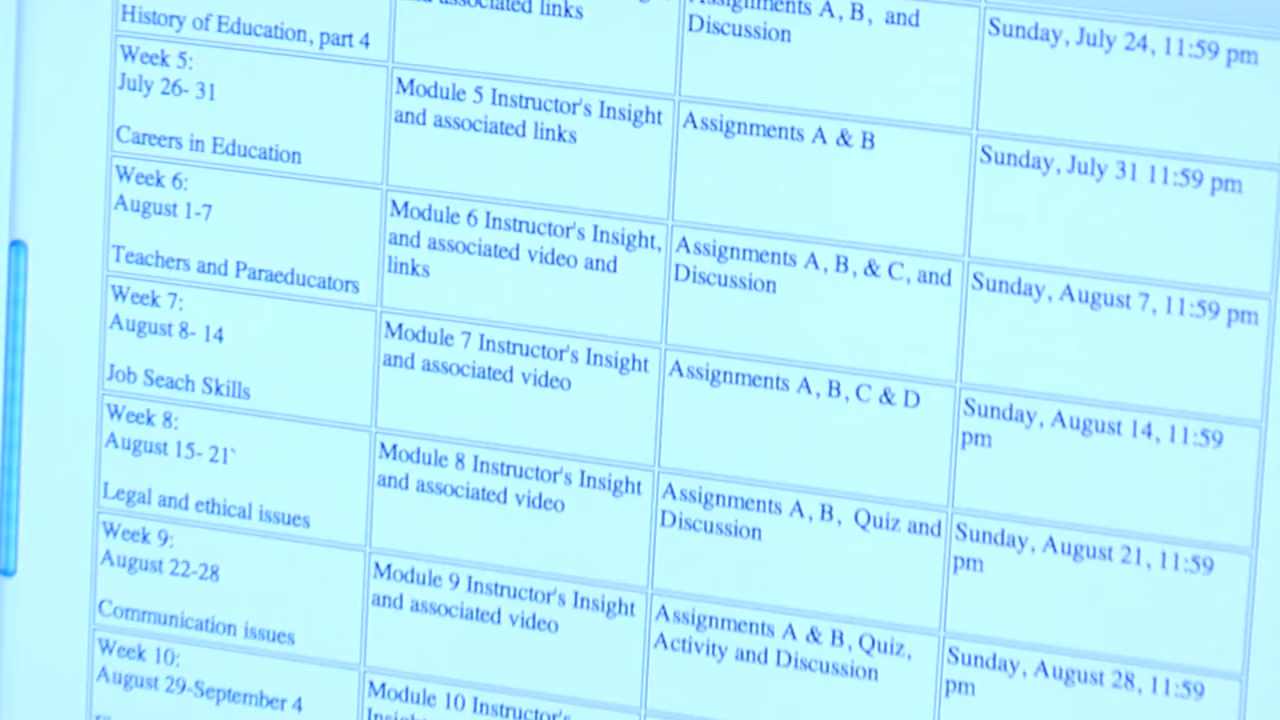 associated links
Assignments A, B, and
Discussion
Sunday, July 24, 11:59 pm
History of Education, part 4
Week 5:
July 26- 31
Careers in Education
Module 5 Instructor's Insight
and associated links
Assignments A & B
Sunday, July 31 11:59 pm
Week 6:
August 1-7
Teachers and Paraeducators
Module 6 Instructor's Insight,
and associated video and
links
Assignments A, B, & C, and
Discussion
Sunday, August 7, 11:59 pm
Week 7:
August 8- 14
Job Seach Skills
Module 7 Instructor's Insight
and associated video
Assignments A, B, C & D
Sunday, August 14, 11:59
pm
Week 8:
August 15- 21`
Legal and ethical issues
Module 8 Instructor's Insight
and associated video
Assignments A, B, Quiz and
Discussion
Sunday, August 21, 11:59
pm
Week 9:
August 22-28
Communication issues
Module 9 Instructor's Insight
and associated video
Assignments A & B, Quiz,
Activity and Discussion
Sunday, August 28, 11:59
pm
Week 10:
August 29-September 4
Module 10 Instructor's